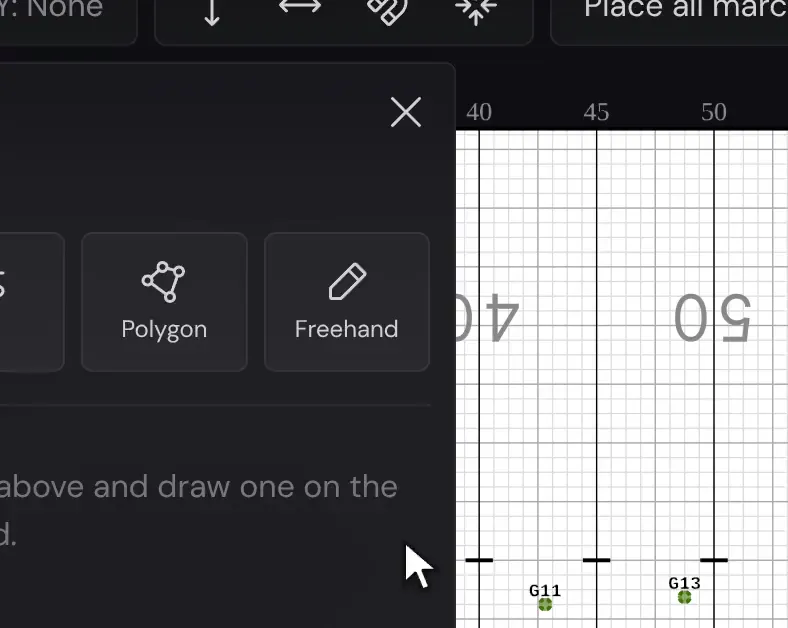 Y: None
Place all marc
40 45 50
Polygon
Freehand
40
50
above and draw one on the
d.
G11
G13